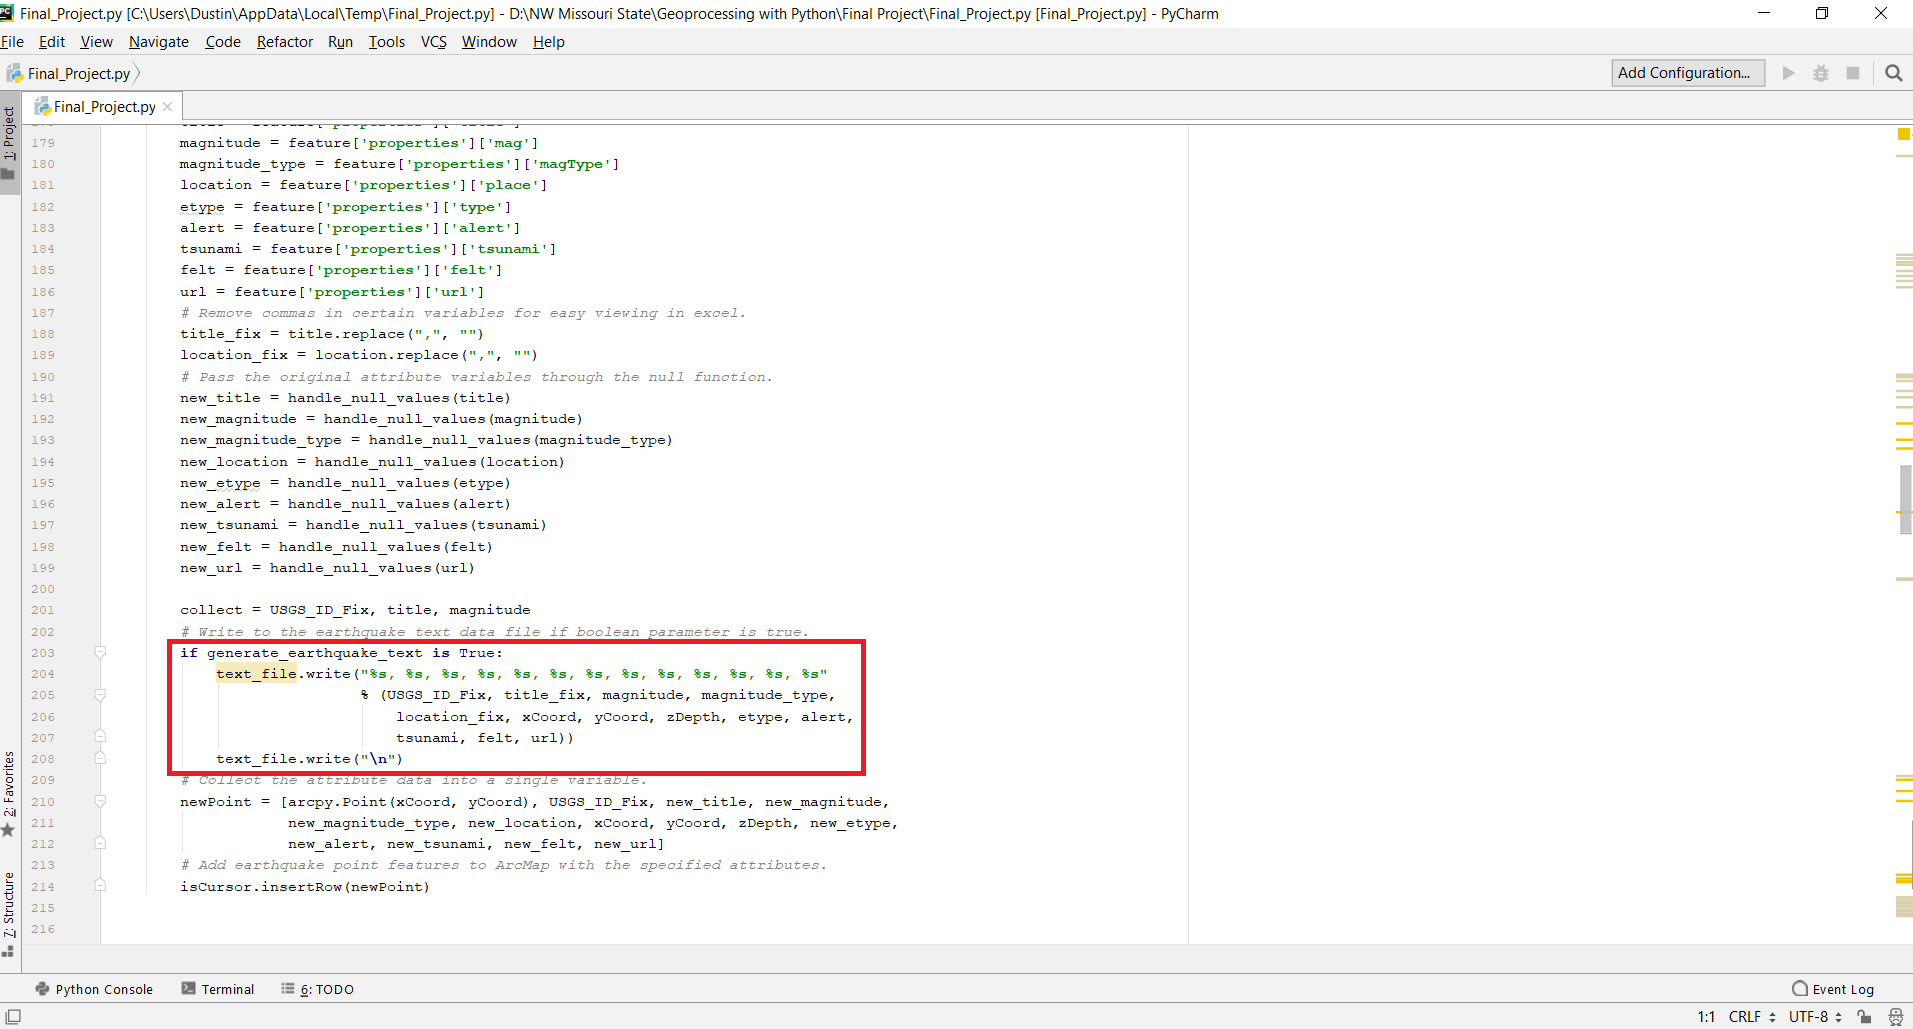 Final_Project.py [C:\Users\Dustin\AppData\Local\Temp\Final_Project.py] - D:\NW Missouri State\Geoprocessing with Python\Final Project\Final_Project.py [Final_Project.py] - PyCharm
File Edit View Navigate Code Refactor Run Tools VCS Window Help
Final_Project.py
Add Configuration...
Final_Project.py
1: Project
179 magnitude = feature['properties']['mag']
180 magnitude_type = feature['properties']['magType']
181 location = feature['properties']['place']
182 etype = feature['properties']['type']
183 alert = feature['properties']['alert']
184 tsunami = feature['properties']['tsunami']
185 felt = feature['properties']['felt']
186 url = feature['properties']['url']
187 # Remove commas in certain variables for easy viewing in excel.
188 title_fix = title.replace(",", "")
189 location_fix = location.replace(",", "")
190 # Pass the original attribute variables through the null function.
191 new_title = handle_null_values(title)
192 new_magnitude = handle_null_values(magnitude)
193 new_magnitude_type = handle_null_values(magnitude_type)
194 new_location = handle_null_values(location)
195 new_etype = handle_null_values(etype)
196 new_alert = handle_null_values(alert)
197 new_tsunami = handle_null_values(tsunami)
198 new_felt = handle_null_values(felt)
199 new_url = handle_null_values(url)
200
201 collect = USGS_ID_Fix, title, magnitude
202 # Write to the earthquake text data file if boolean parameter is true.
203 if generate_earthquake_text is True:
204 text_file.write("%s, %s, %s, %s, %s, %s, %s, %s, %s, %s, %s, %s, %s"
205 % (USGS_ID_Fix, title_fix, magnitude, magnitude_type,
206 location_fix, xCoord, yCoord, zDepth, etype, alert,
207 tsunami, felt, url))
208 text_file.write("\n")
209 # Collect the attribute data into a single variable.
210 newPoint = [arcpy.Point(xCoord, yCoord), USGS_ID_Fix, new_title, new_magnitude,
211 new_magnitude_type, new_location, xCoord, yCoord, zDepth, new_etype,
212 new_alert, new_tsunami, new_felt, new_url]
213 # Add earthquake point features to ArcMap with the specified attributes.
214 isCursor.insertRow(newPoint)
215
216
2: Favorites
7: Structure
Python Console Terminal 6: TODO Event Log
1:1 CRLF UTF-8